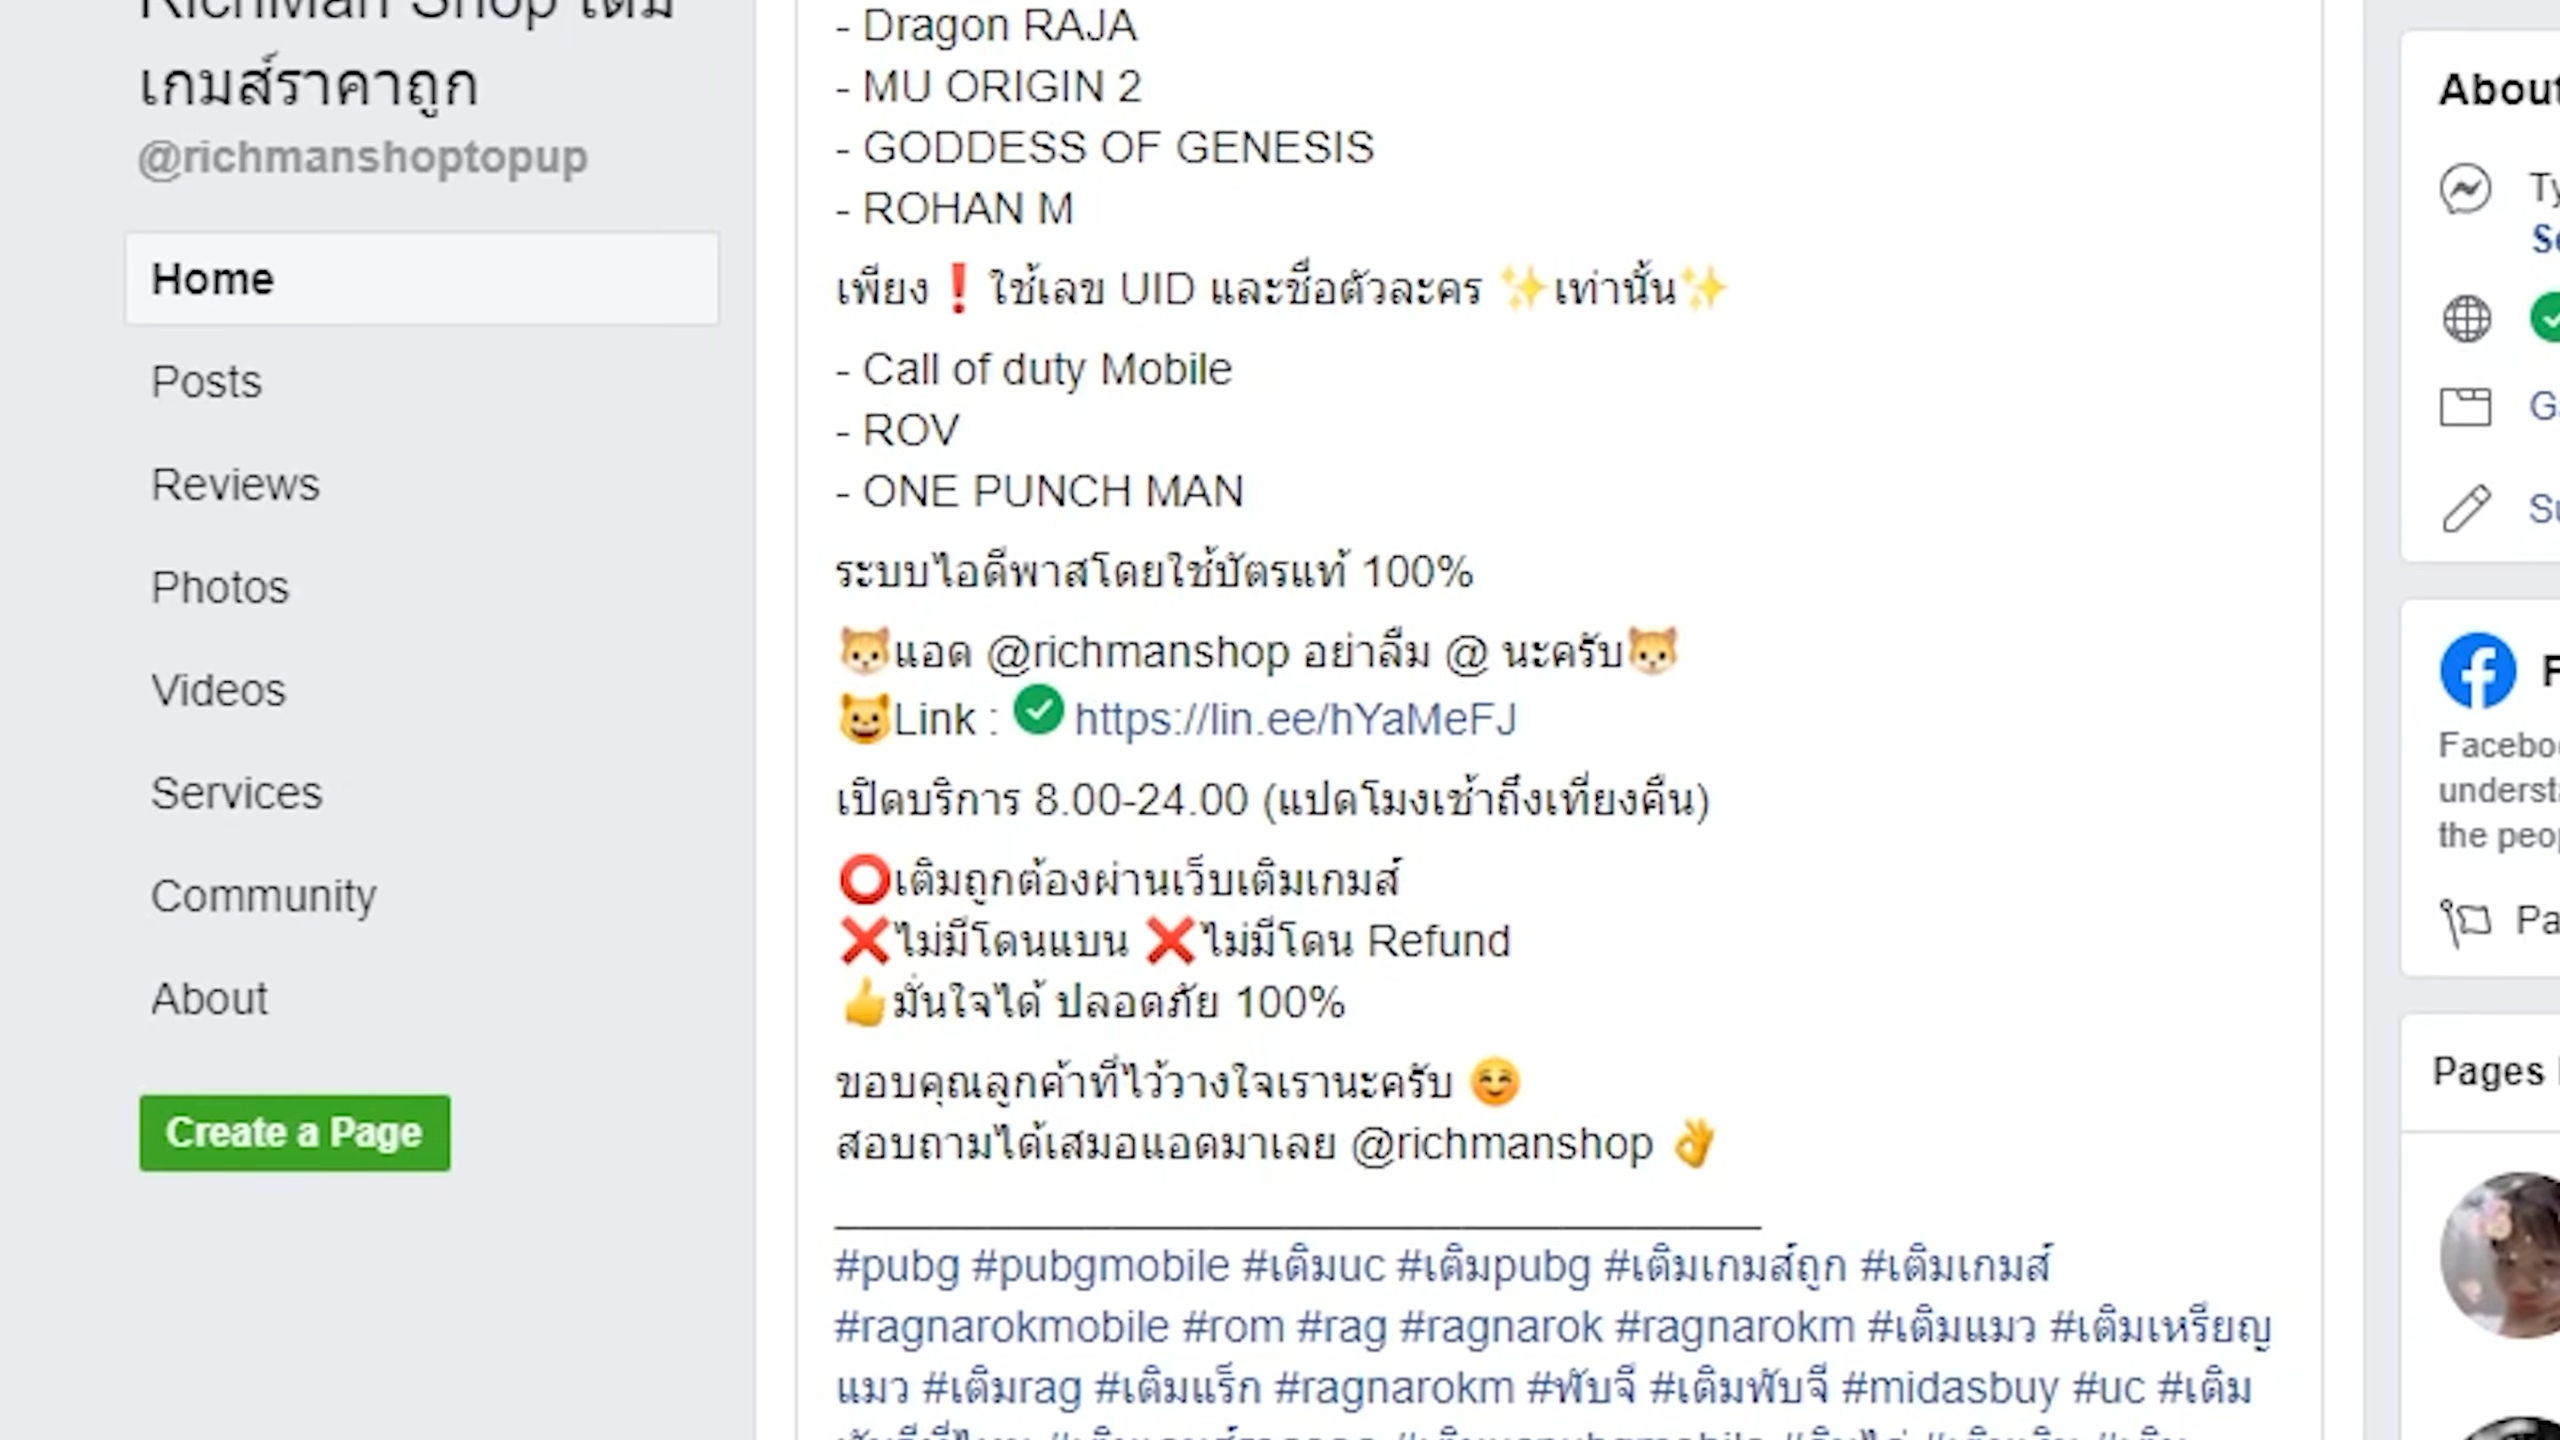 RichMan Shop เติม
เกมส์ราคาถูก
@richmanshoptopup
Home
Posts
Reviews
Photos
Videos
Services
Community
About
Create a Page
- Dragon RAJA
- MU ORIGIN 2
- GODDESS OF GENESIS
- ROHAN M
เพียง❗ใช้เลข UID และชื่อตัวละคร ✨เท่านั้น✨
- Call of duty Mobile
- ROV
- ONE PUNCH MAN
ระบบไอดีพาสโดยใช้บัตรแท้ 100%
🐱แอด @richmanshop อย่าลืม @ นะครับ🐱
😺Link : https://lin.ee/hYaMeFJ
เปิดบริการ 8.00-24.00 (แปดโมงเช้าถึงเที่ยงคืน)
⭕เติมถูกต้องผ่านเว็บเติมเกมส์
❌ไม่มีโดนแบน ❌ไม่มีโดน Refund
👍มั่นใจได้ ปลอดภัย 100%
ขอบคุณลูกค้าที่ไว้วางใจเรานะครับ 😊
สอบถามได้เสมอแอดมาเลย @richmanshop 👌
#pubg #pubgmobile #เติมuc #เติมpubg #เติมเกมส์ถูก #เติมเกมส์
#ragnarokmobile #rom #rag #ragnarok #ragnarokm #เติมแมว #เติมเหรียญ
แมว #เติมrag #เติมแร็ก #ragnarokm #พับจี #เติมพับจี #midasbuy #uc #เติม
About
Facebo
underst
the peop
Pa
Pages